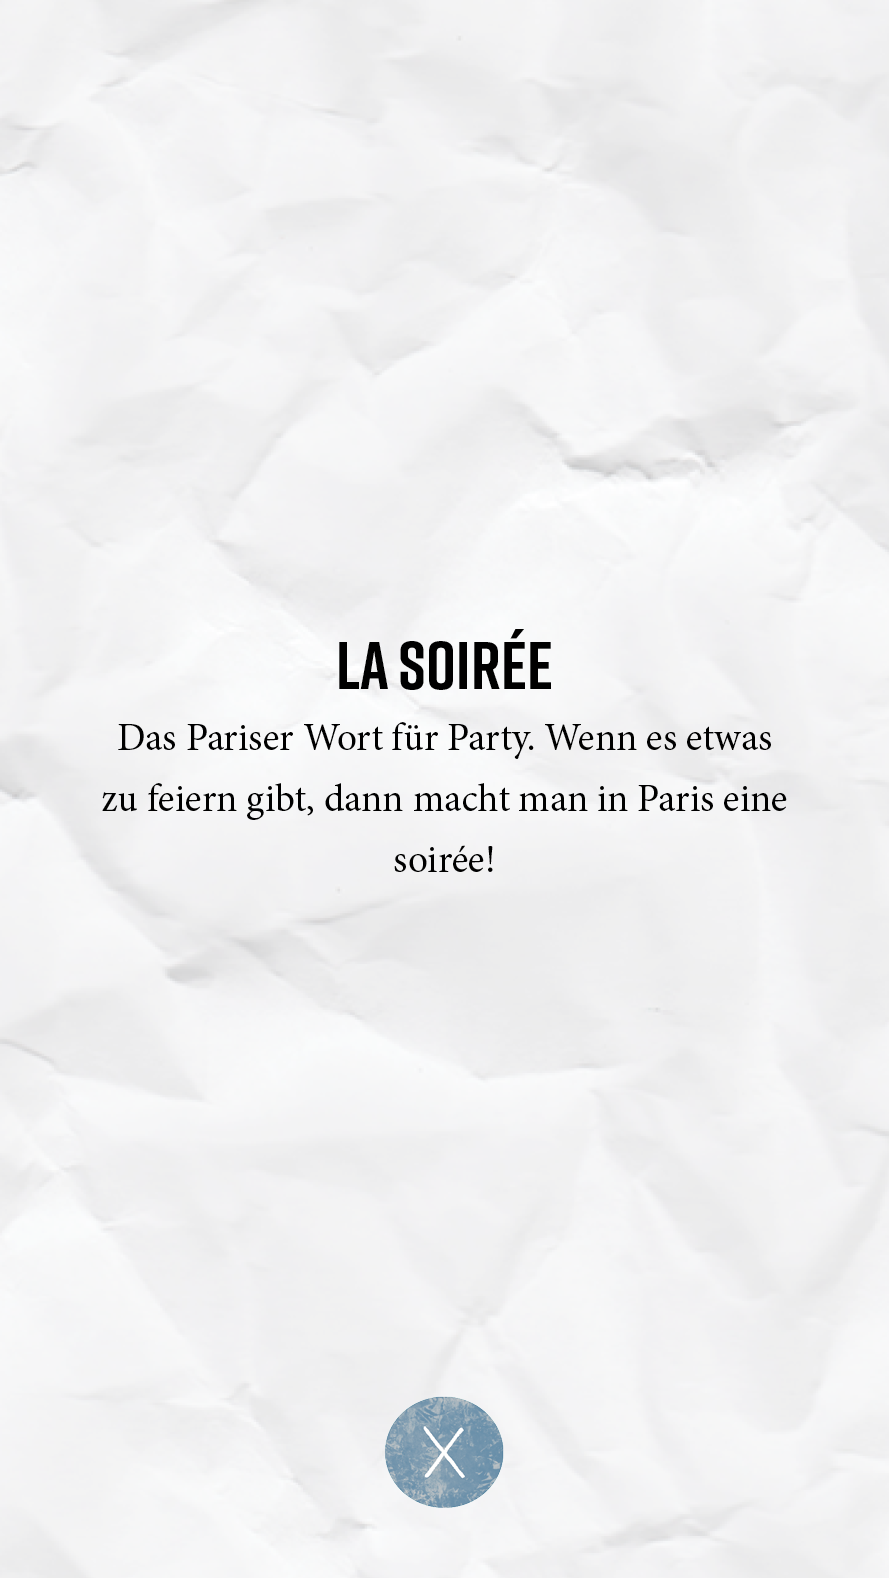 LA SOIRÉE
Das Pariser Wort für Party. Wenn es etwas
zu feiern gibt, dann macht man in Paris eine
soirée!
X